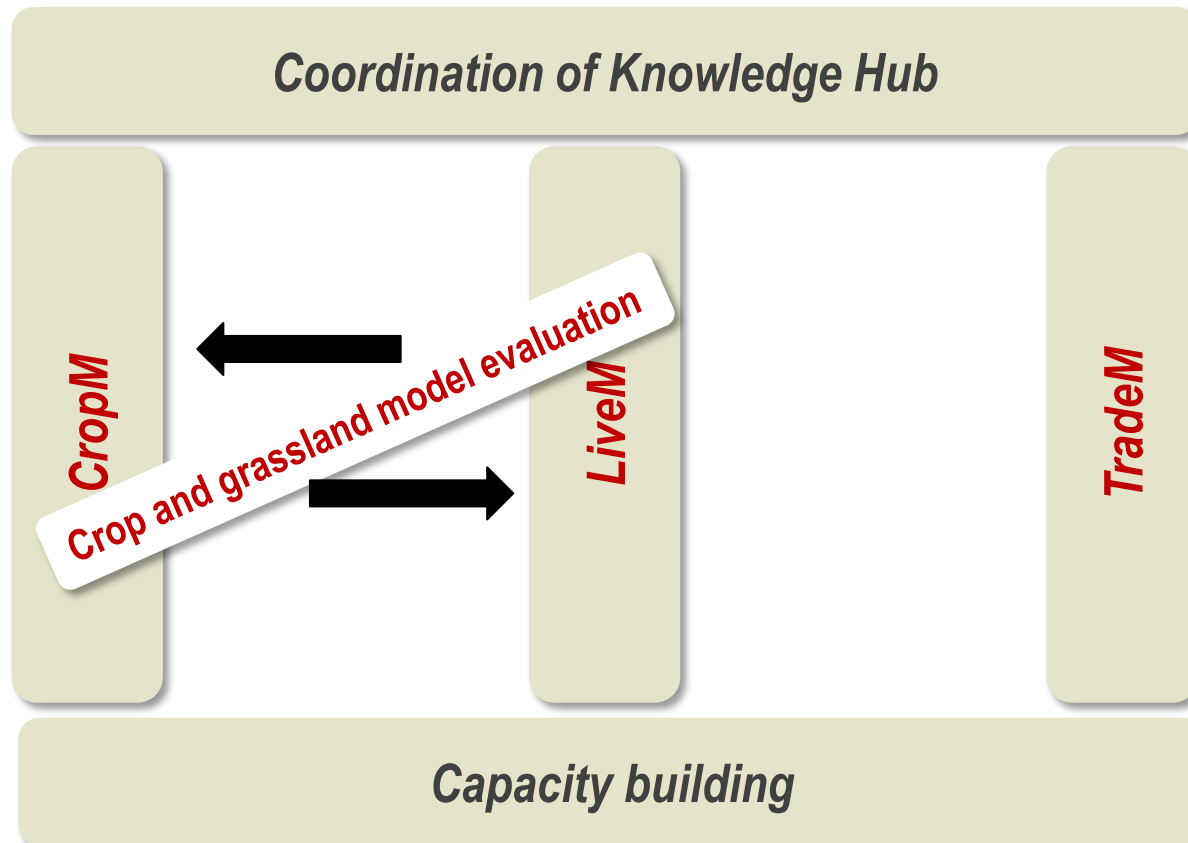 Coordination of Knowledge Hub
CropM
Crop and grassland model evaluation
LiveM
TradeM
Capacity building